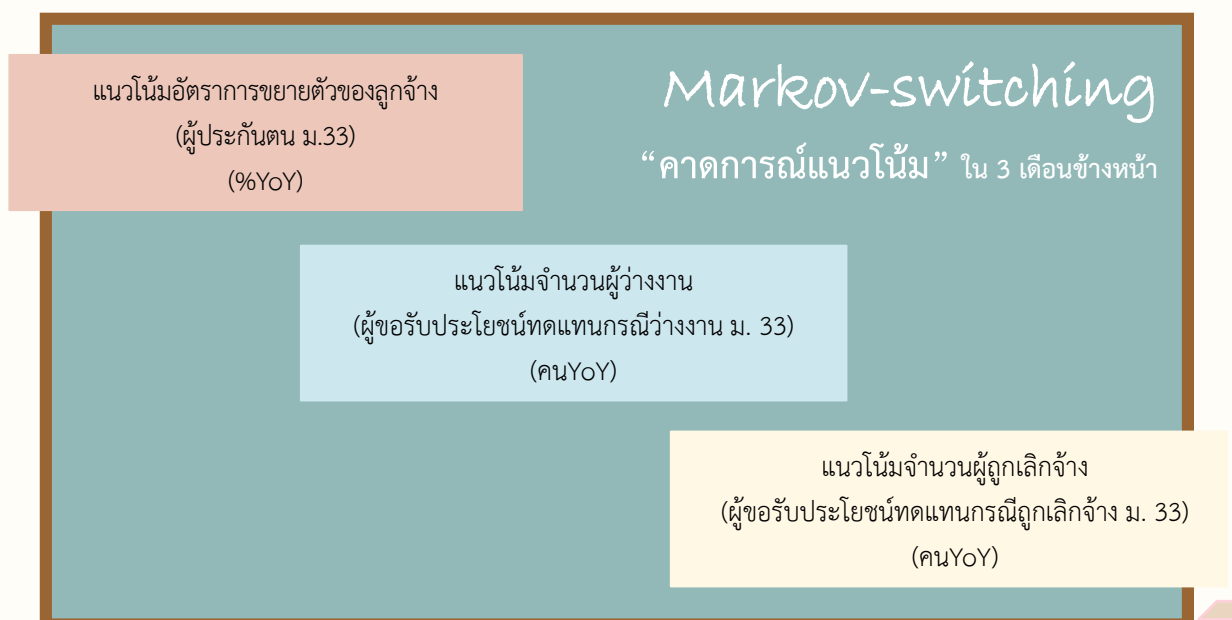 แนวโน้มอัตราการขยายตัวของลูกจ้าง
(ผู้ประกันตน ม.33)
(%YoY)
Markov-switching
“คาดการณ์แนวโน้ม” ใน 3 เดือนข้างหน้า
แนวโน้มจำนวนผู้ว่างงาน
(ผู้ขอรับประโยชน์ทดแทนกรณีว่างงาน ม. 33)
(คนYoY)
แนวโน้มจำนวนผู้ถูกเลิกจ้าง
(ผู้ขอรับประโยชน์ทดแทนกรณีถูกเลิกจ้าง ม. 33)
(คนYoY)